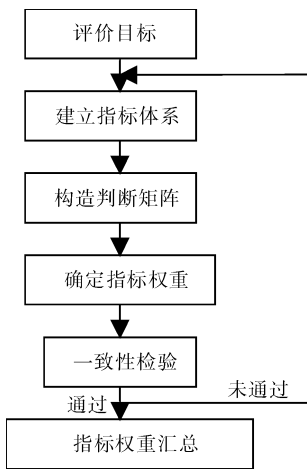 评价目标
建立指标体系
构造判断矩阵
确定指标权重
一致性检验
通过
未通过
指标权重汇总